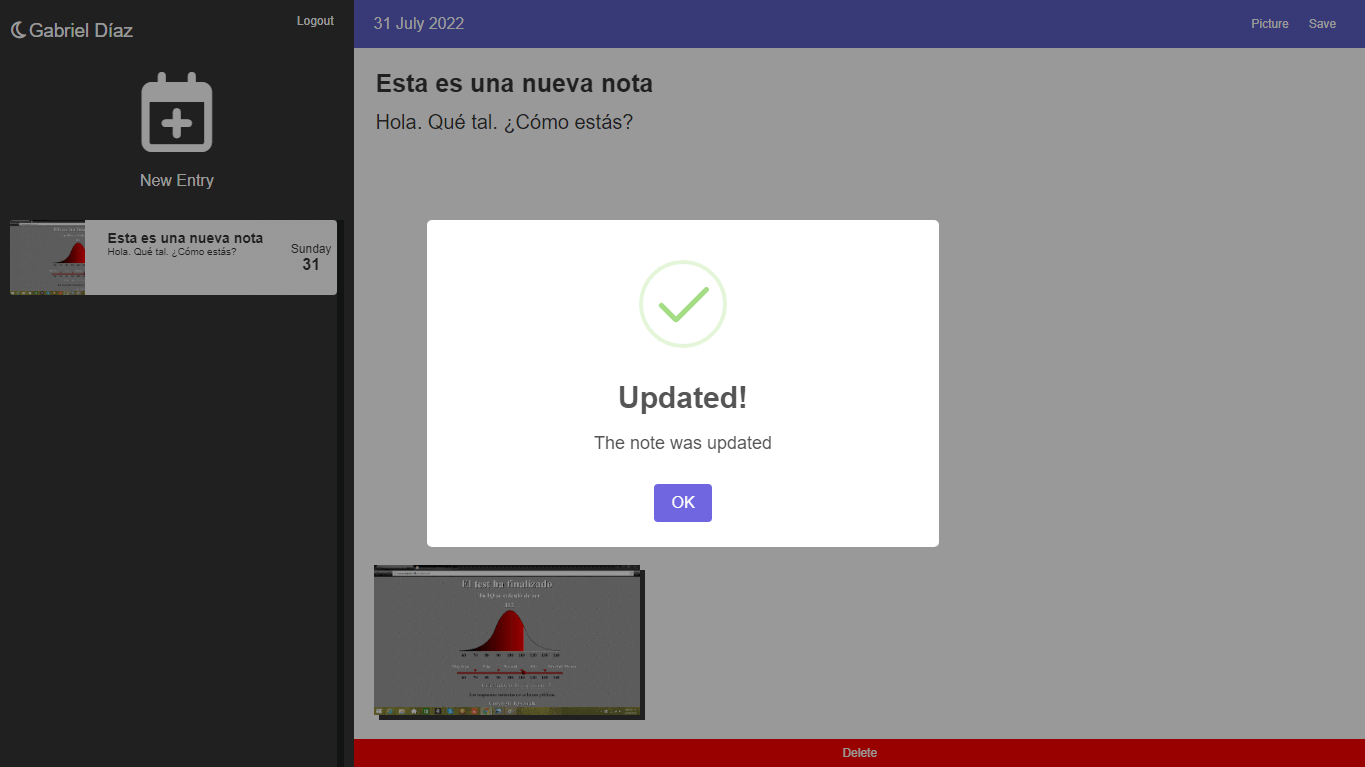 Gabriel Díaz
Logout
New Entry
Esta es una nueva nota
Hola. Qué tal. ¿Cómo estás?
Sunday
31
31 July 2022
Picture
Save
Esta es una nueva nota
Hola. Qué tal. ¿Cómo estás?
Updated!
The note was updated
OK
El test ha finalizado
Delete